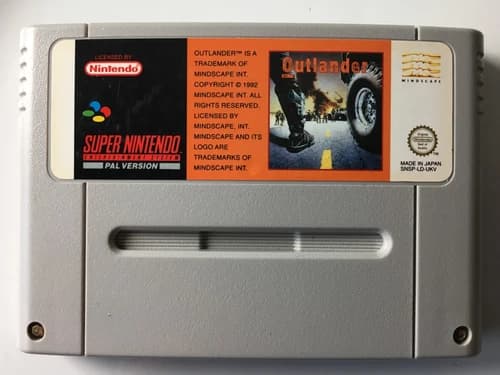 LICENSED BY
Nintendo
SUPER NINTENDO
ENTERTAINMENT SYSTEM
PAL VERSION
OUTLANDER™ IS A
TRADEMARK OF
MINDSCAPE INT.
COPYRIGHT © 1992
MINDSCAPE INT. ALL
RIGHTS RESERVED.
LICENSED BY
MINDSCAPE, INT.
MINDSCAPE AND ITS
LOGO ARE
TRADEMARKS OF
MINDSCAPE INT.
Outlander
MINDSCAPE
MADE IN JAPAN
SNSP-LD-UKV